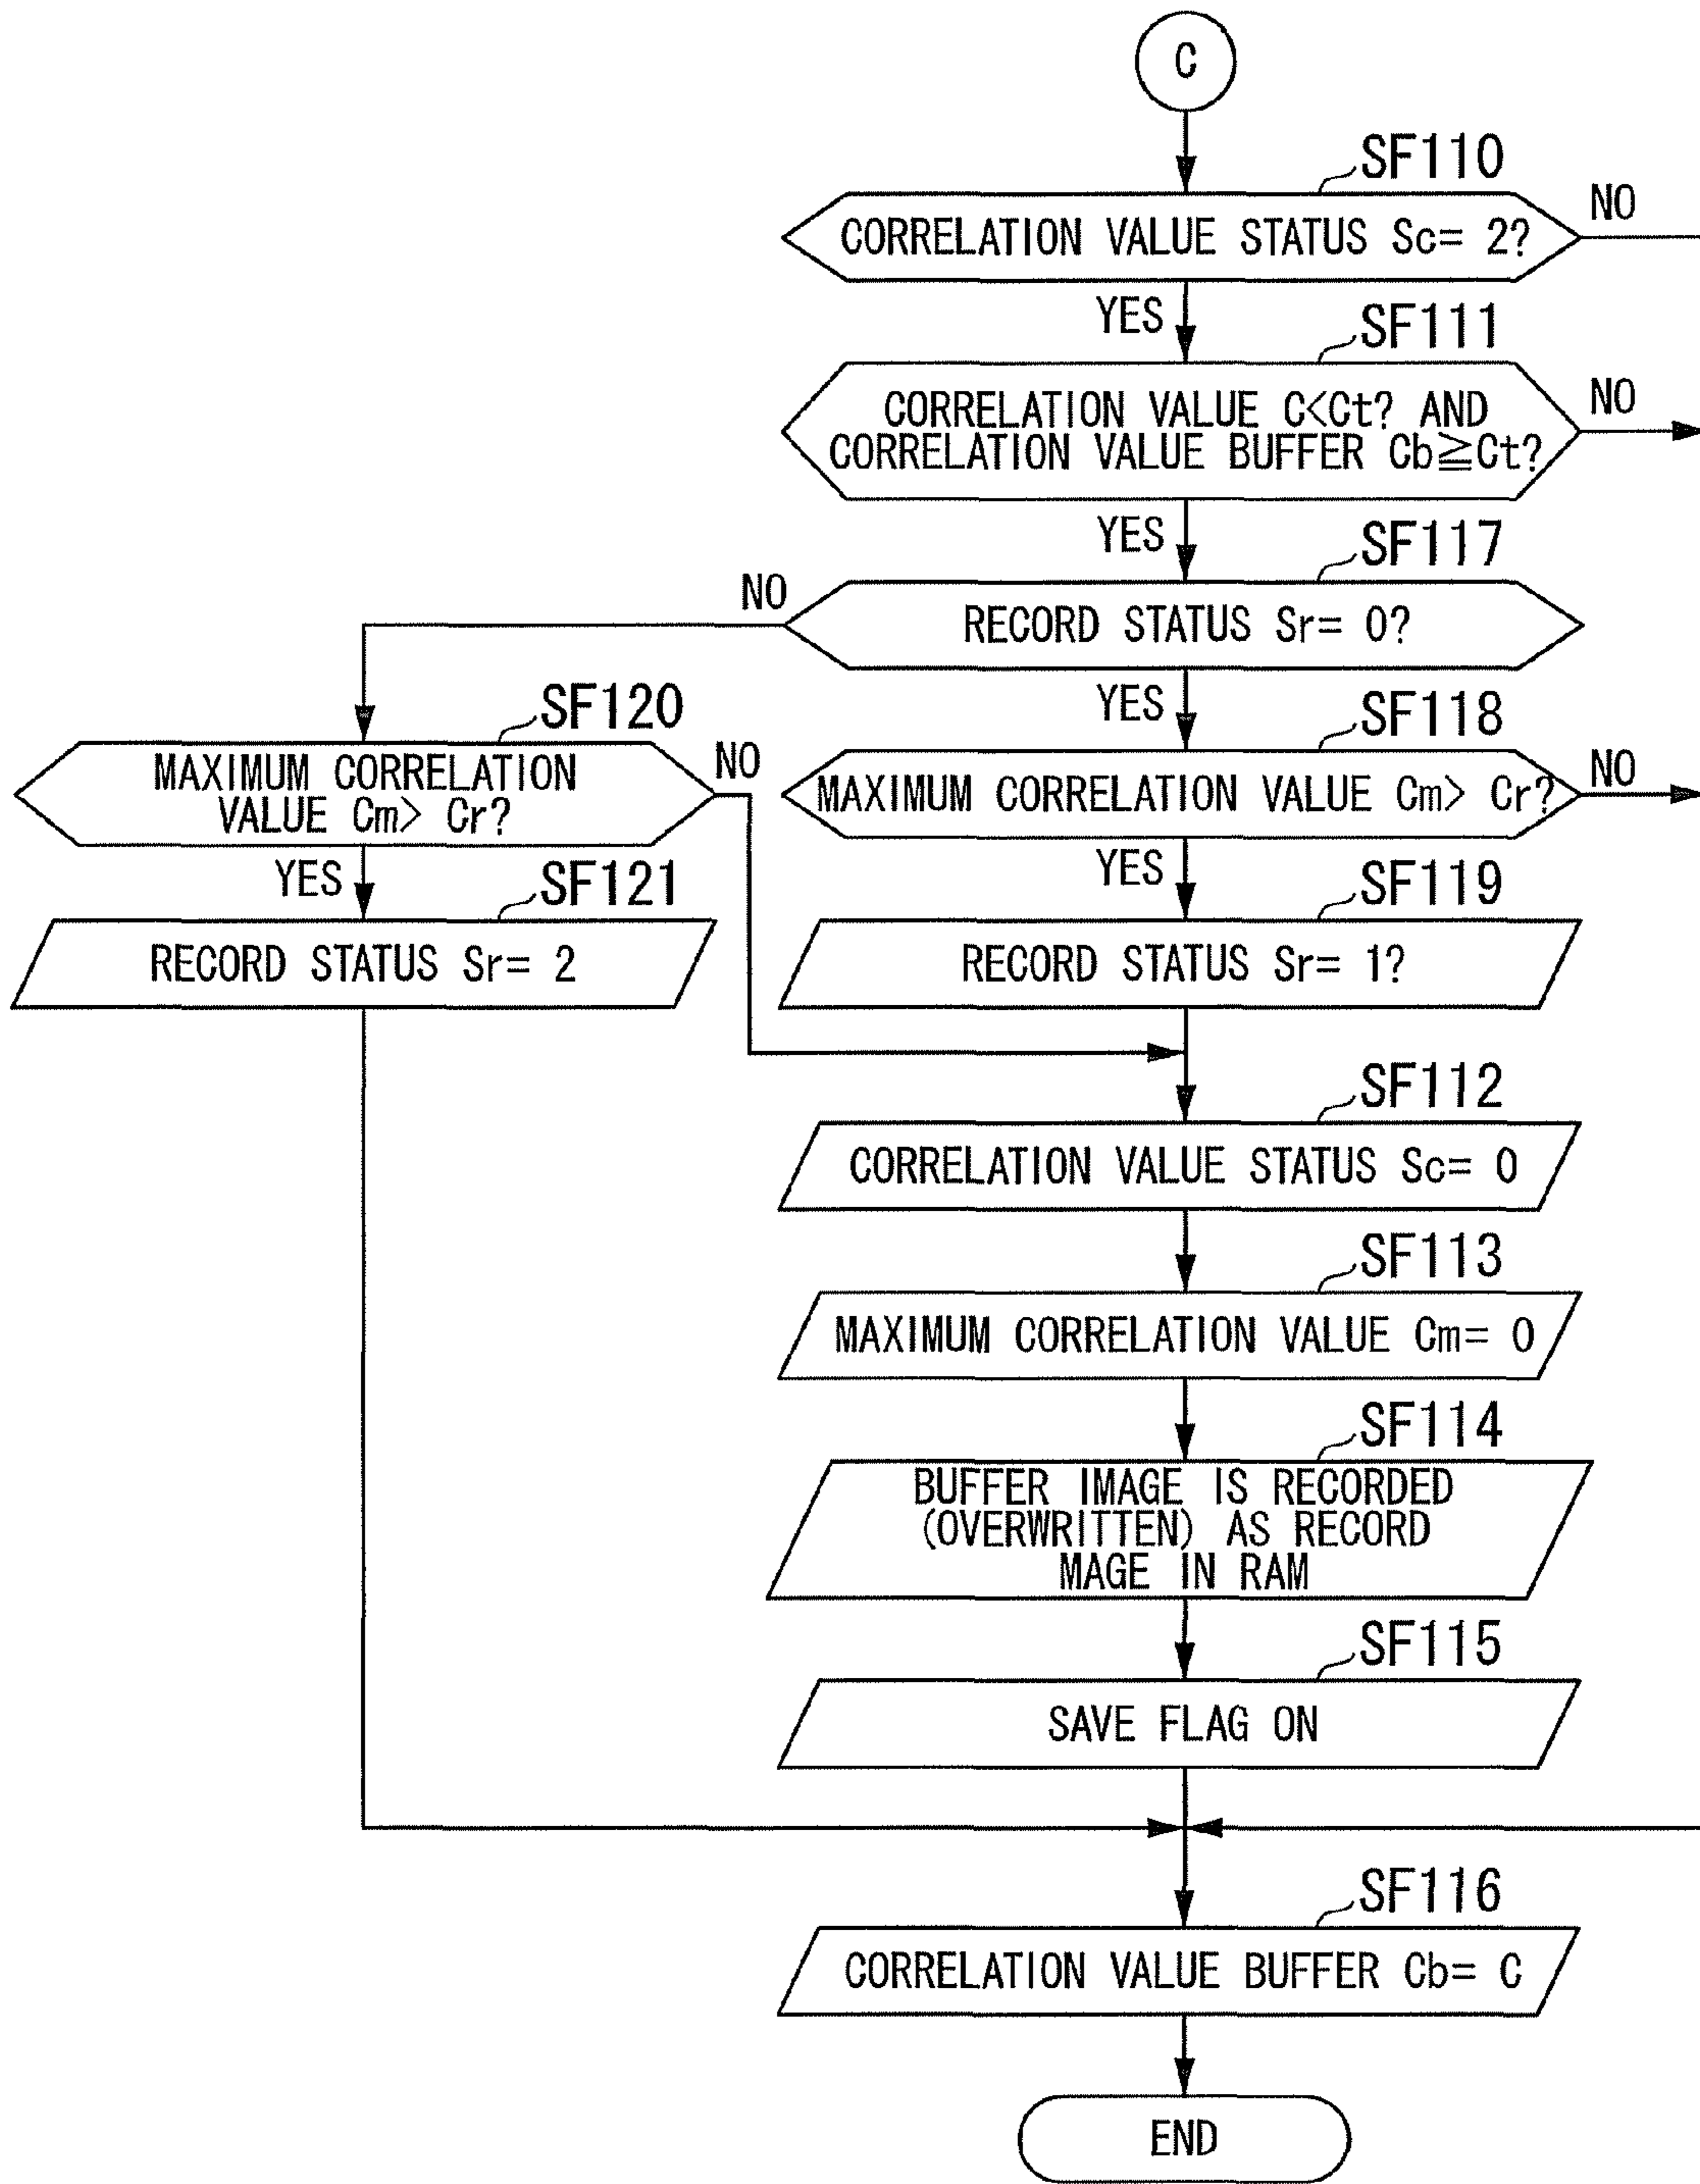 C
SF110
CORRELATION VALUE STATUS Sc= 2?
NO
YES
SF111
CORRELATION VALUE C<Ct? AND
CORRELATION VALUE BUFFER Cb≧Ct?
NO
YES
SF117
NO
RECORD STATUS Sr= 0?
SF120
YES
SF118
MAXIMUM CORRELATION
VALUE Cm> Cr?
NO
MAXIMUM CORRELATION VALUE Cm> Cr?
NO
YES
SF121
YES
SF119
RECORD STATUS Sr= 2
RECORD STATUS Sr= 1?
SF112
CORRELATION VALUE STATUS Sc= 0
SF113
MAXIMUM CORRELATION VALUE Cm= 0
SF114
BUFFER IMAGE IS RECORDED
(OVERWRITTEN) AS RECORD
MAGE IN RAM
SF115
SAVE FLAG ON
SF116
CORRELATION VALUE BUFFER Cb= C
END